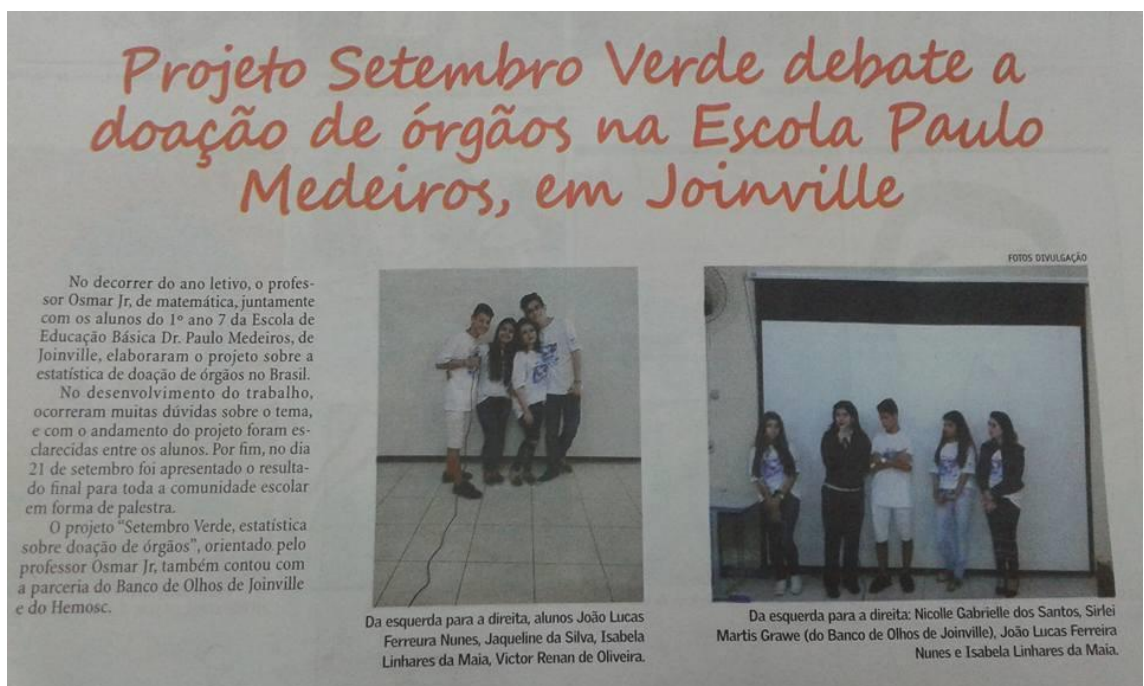 Projeto Setembro Verde debate a
doação de órgãos na Escola Paulo
Medeiros, em Joinville
FOTOS DIVULGAÇÃO
No decorrer do ano letivo, o profes-
sor Osmar Jr, de matemática, juntamente
com os alunos do 1º ano 7 da Escola de
Educação Básica Dr. Paulo Medeiros, de
Joinville, elaboraram o projeto sobre a
estatística de doação de órgãos no Brasil.
No desenvolvimento do trabalho,
ocorreram muitas dúvidas sobre o tema,
e com o andamento do projeto foram es-
clarecidas entre os alunos. Por fim, no dia
21 de setembro foi apresentado o resulta-
do final para toda a comunidade escolar
em forma de palestra.
O projeto “Setembro Verde, estatística
sobre doação de órgãos”, orientado pelo
professor Osmar Jr, também contou com
a parceria do Banco de Olhos de Joinville
e do Hemosc.
Da esquerda para a direita, alunos João Lucas
Ferreura Nunes, Jaqueline da Silva, Isabela
Linhares da Maia, Victor Renan de Oliveira.
Da esquerda para a direita: Nicolle Gabrielle dos Santos, Sirlei
Martis Grawe (do Banco de Olhos de Joinville), João Lucas Ferreira
Nunes e Isabela Linhares da Maia.